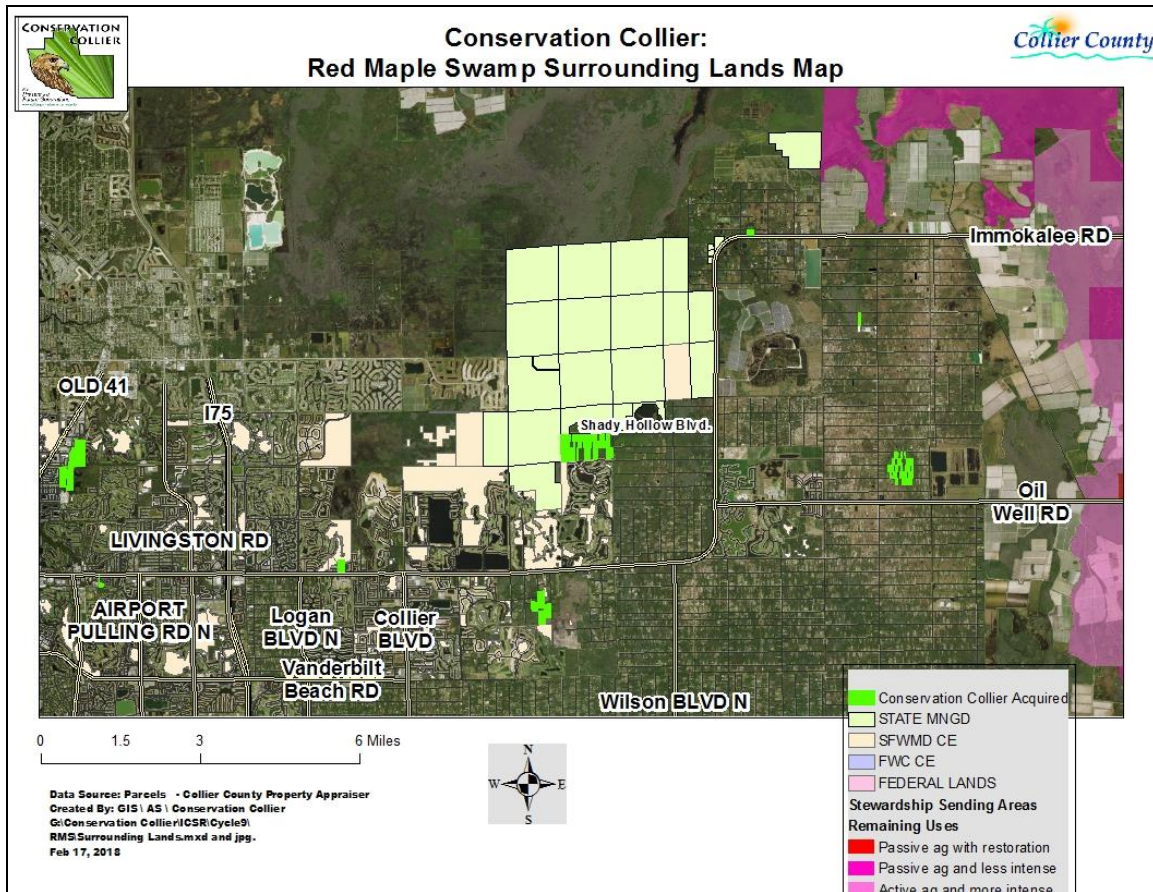 CONSERVATION
COLLIER
Conservation Collier:
Red Maple Swamp Surrounding Lands Map
Collier County
Immokalee RD
OLD 41
I75
Shady Hollow Blvd.
Oil
Well RD
LIVINGSTON RD
AIRPORT
PULLING RD N
Logan
BLVD N
Collier
BLVD
Vanderbilt
Beach RD
Wilson BLVD N
0 1.5 3 6 Miles
N
W E
S
Data Source: Parcels - Collier County Property Appraiser
Created By: GIS \ AS \ Conservation Collier
G:\Conservation Collier\ICSR\Cycle9\
RMS\Surrounding Lands.mxd and jpg.
Feb 17, 2018
Conservation Collier Acquired
STATE MNGD
SFWMD CE
FWC CE
FEDERAL LANDS
Stewardship Sending Areas
Remaining Uses
Passive ag with restoration
Passive ag and less intense
Active ag and more intense